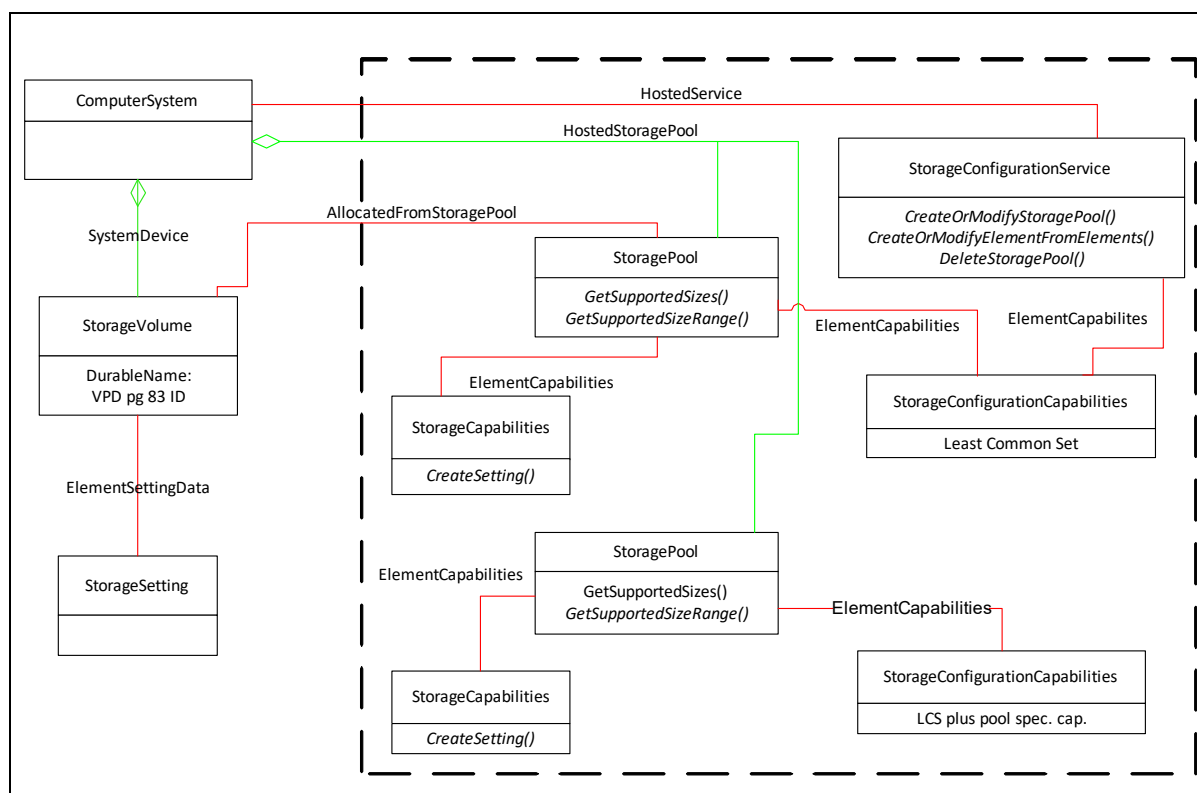 ComputerSystem
HostedService
HostedStoragePool
StorageConfigurationService
CreateOrModifyStoragePool()
CreateOrModifyElementFromElements()
DeleteStoragePool()
AllocatedFromStoragePool
SystemDevice
StoragePool
GetSupportedSizes()
GetSupportedSizeRange()
StorageVolume
DurableName:
VPD pg 83 ID
ElementCapabilities
ElementCapabilites
ElementCapabilities
StorageCapabilities
CreateSetting()
StorageConfigurationCapabilities
Least Common Set
ElementSettingData
StorageSetting
StoragePool
GetSupportedSizes()
GetSupportedSizeRange()
ElementCapabilities
ElementCapabilities
StorageCapabilities
CreateSetting()
StorageConfigurationCapabilities
LCS plus pool spec. cap.